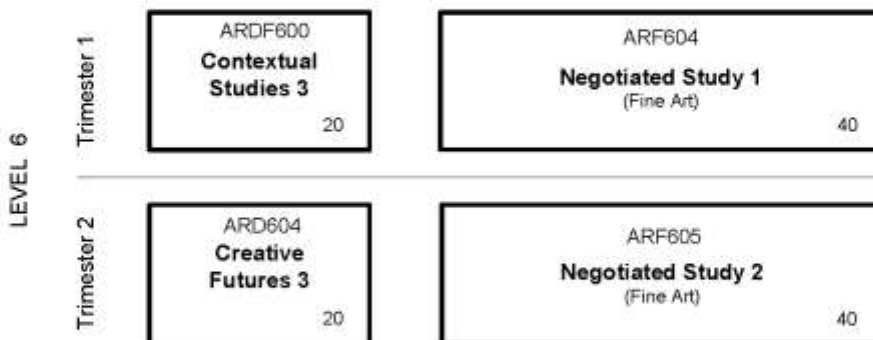 LEVEL 6
Trimester 1
ARDF600
Contextual
Studies 3
20
ARF604
Negotiated Study 1
(Fine Art)
40
Trimester 2
ARD604
Creative
Futures 3
20
ARF605
Negotiated Study 2
(Fine Art)
40